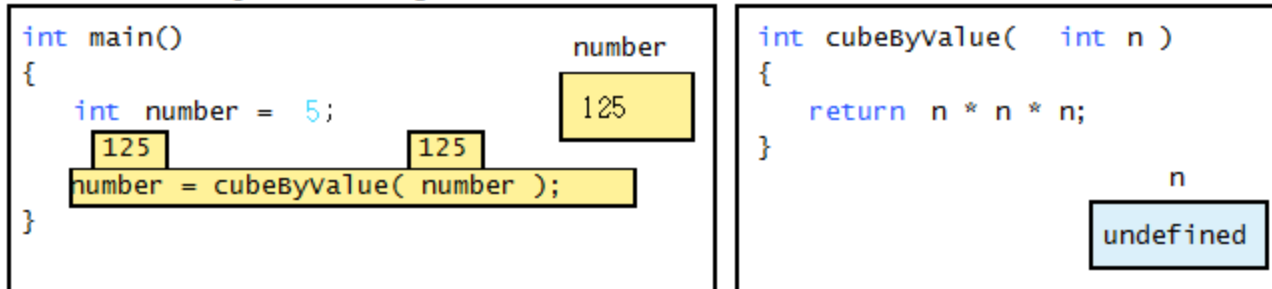 int main()
{
number
int number = 5;
125
125 125
number = cubeByValue( number );
}
int cubeByValue( int n )
{
return n * n * n;
}
n
undefined